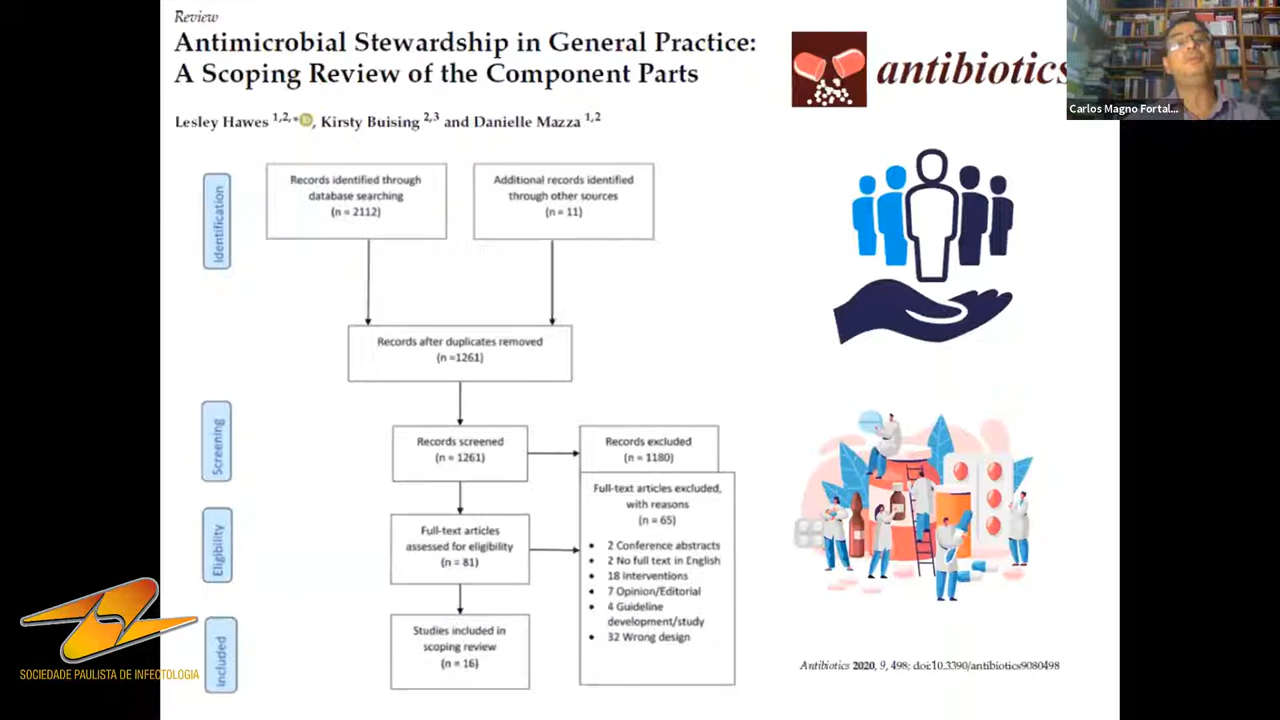 Review
Antimicrobial Stewardship in General Practice:
A Scoping Review of the Component Parts
Lesley Hawes 1,2,*, Kirsty Buising 2,3 and Danielle Mazza 1,2
antibiotics
Carlos Magno Fortal...
Identification
Records identified through
database searching
(n = 2112)
Additional records identified
through other sources
(n = 11)
Records after duplicates removed
(n =1261)
Screening
Records screened
(n = 1261)
Records excluded
(n = 1180)
Eligibility
Full-text articles
assessed for eligibility
(n = 81)
Full-text articles excluded,
with reasons
(n = 65)
• 2 Conference abstracts
• 2 No full text in English
• 18 Interventions
• 7 Opinion/Editorial
• 4 Guideline
development/study
• 32 Wrong design
Included
Studies included in
scoping review
(n = 16)
Antibiotics 2020, 9, 498; doi:10.3390/antibiotics9080498
SOCIEDADE PAULISTA DE INFECTOLOGIA